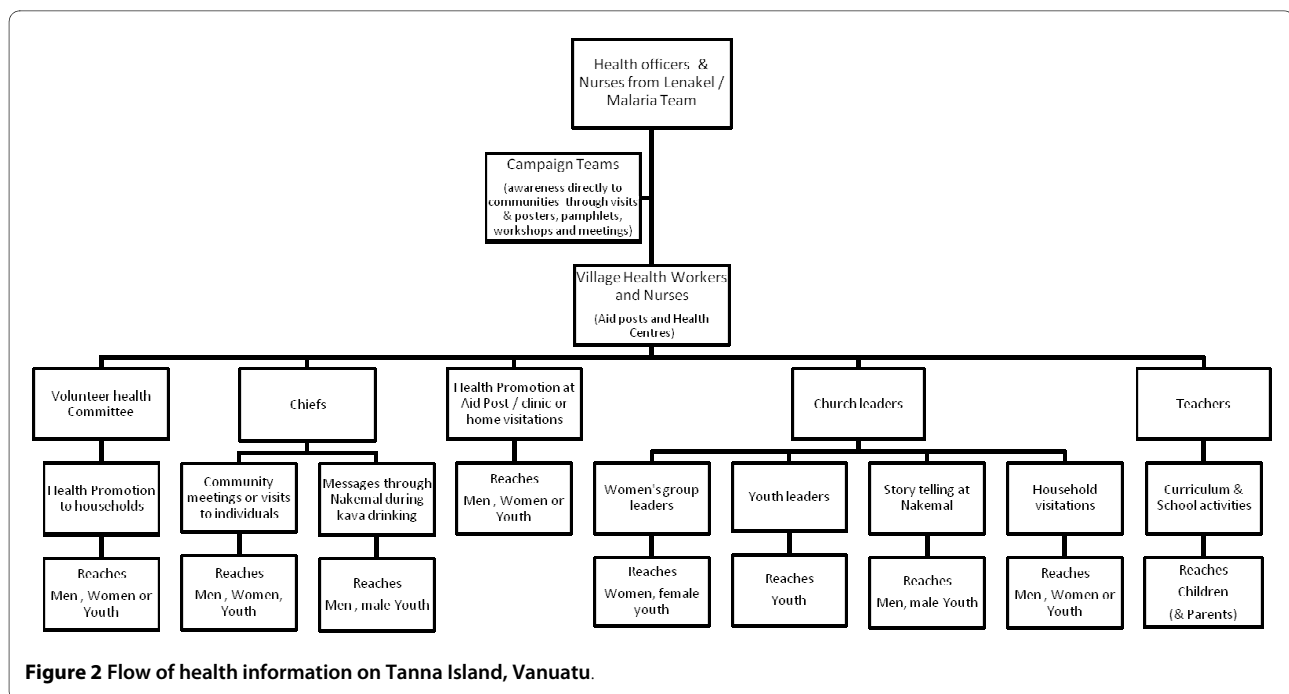 Health officers &
Nurses from Lenakel /
Malaria Team
Campaign Teams
(awareness directly to
communities through visits
& posters, pamphlets,
workshops and meetings)
Village Health Workers
and Nurses
(Aid posts and Health
Centres)
Volunteer health
Committee
Chiefs
Health Promotion at
Aid Post / clinic or
home visitations
Church leaders
Teachers
Health Promotion
to households
Community
meetings or visits
to individuals
Messages through
Nakemal during
kava drinking
Reaches
Men , Women or
Youth
Women's group
leaders
Youth leaders
Story telling at
Nakemal
Household
visitations
Curriculum &
School activities
Reaches
Men , Women or
Youth
Reaches
Men , Women,
Youth
Reaches
Men , male Youth
Reaches
Women, female
youth
Reaches
Youth
Reaches
Men, male Youth
Reaches
Men , Women or
Youth
Reaches
Children
(& Parents)
Figure 2 Flow of health information on Tanna Island, Vanuatu.